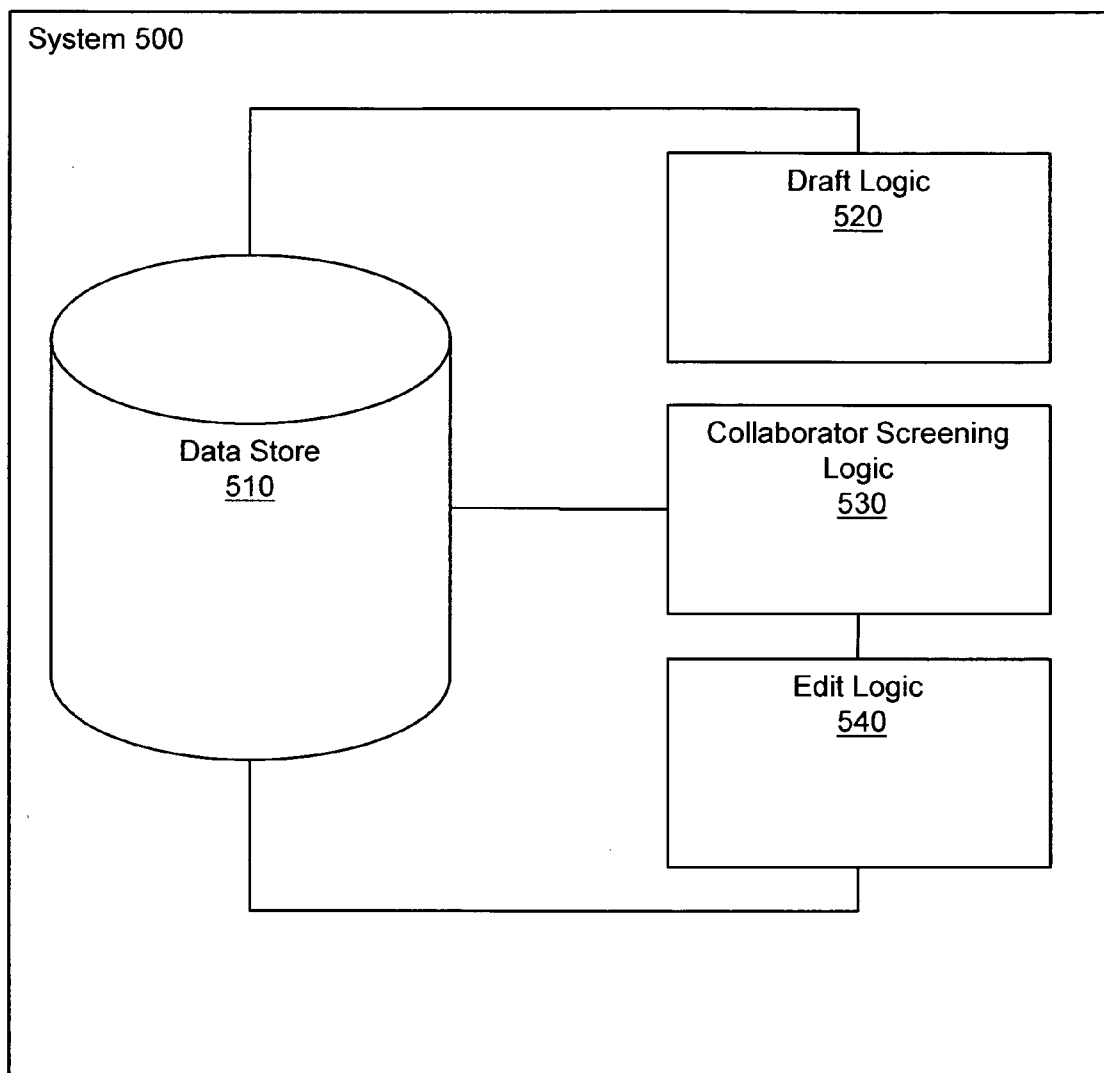 System 500
Draft Logic
520
Data Store
510
Collaborator Screening
Logic
530
Edit Logic
540